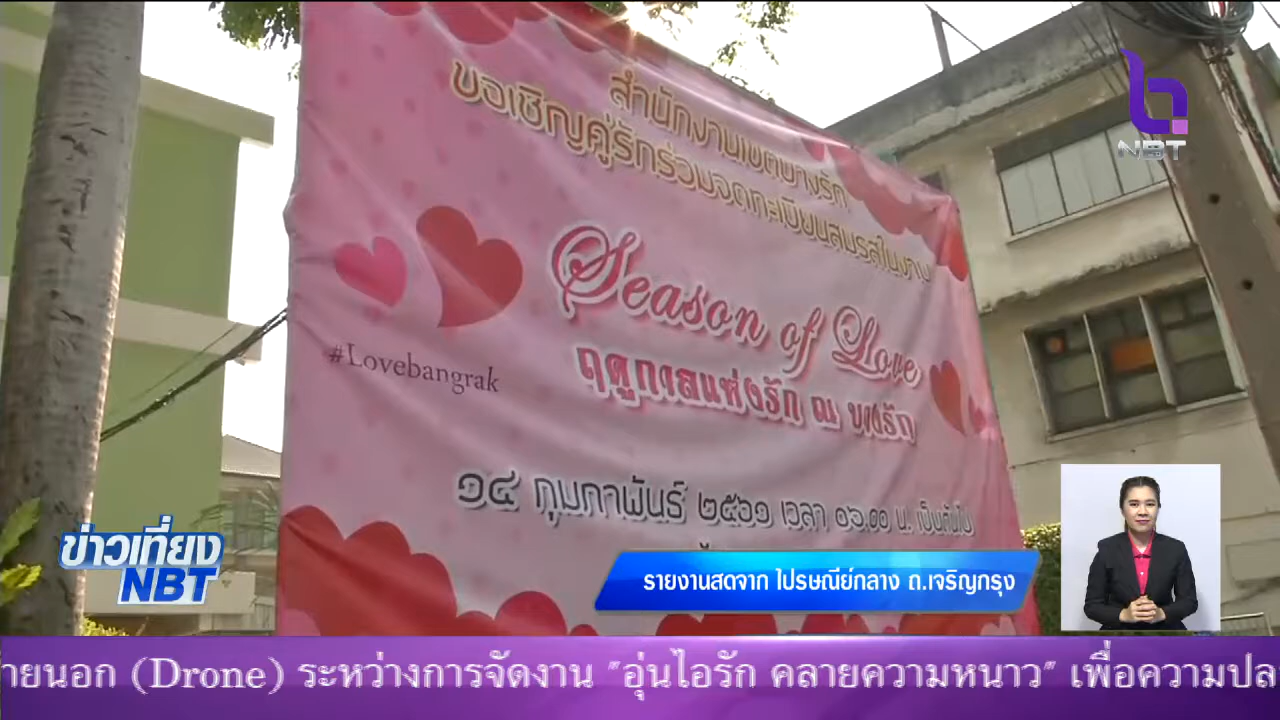 สำนักงานเขตบางรัก
ขอเชิญคู่รักร่วมจดทะเบียนสมรสในงาน
Season of Love
#Lovebangrak
ฤดูกาลแห่งรัก ณ บางรัก
๑๔ กุมภาพันธ์ ๒๕๖๑ เวลา ๐๖.๐๐ น. เป็นต้นไป
NBT
ข่าวเที่ยง
NBT
รายงานสดจาก ไปรษณีย์กลาง ถ.เจริญกรุง
ายนอก (Drone) ระหว่างการจัดงาน "อุ่นไอรัก คลายความหนาว" เพื่อความปล